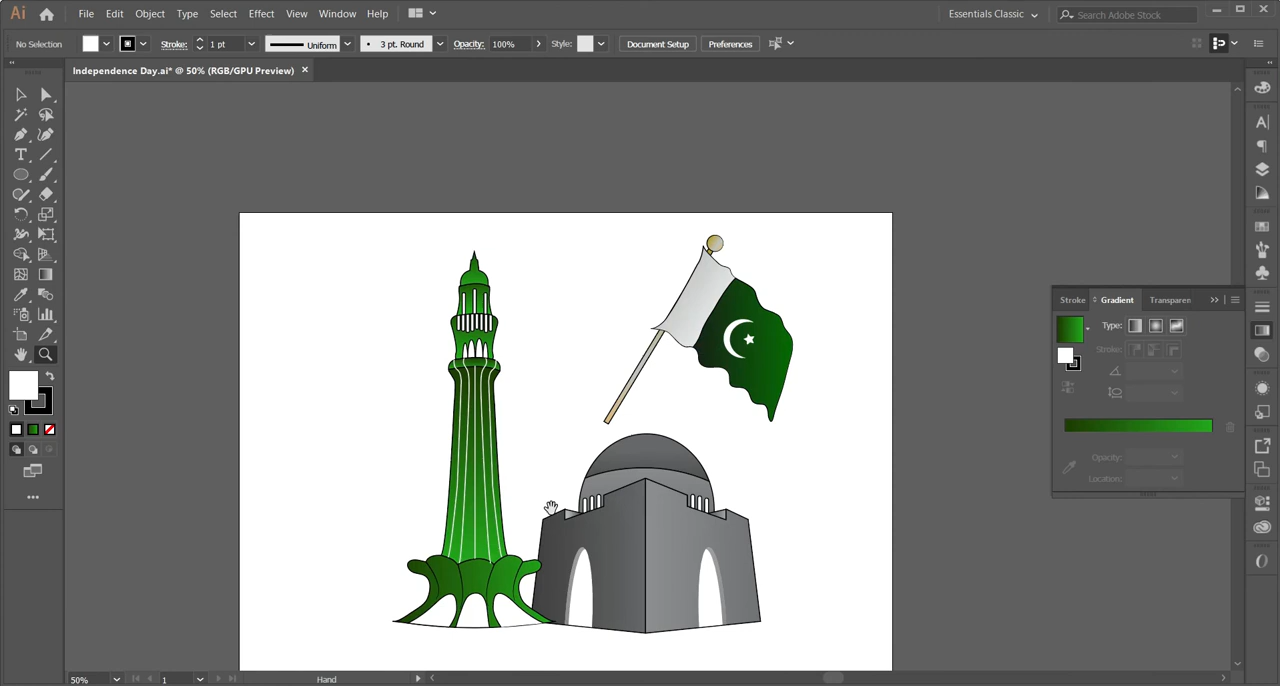 Ai File Edit Object Type Select Effect View Window Help Essentials Classic Search Adobe Stock
No Selection Stroke: 1 pt Uniform 3 pt. Round Opacity: 100% Style: Document Setup Preferences
Independence Day.ai* @ 50% (RGB/GPU Preview)
Stroke Gradient Transparen
Type:
Stroke:
Opacity:
Location:
50% 1 Hand